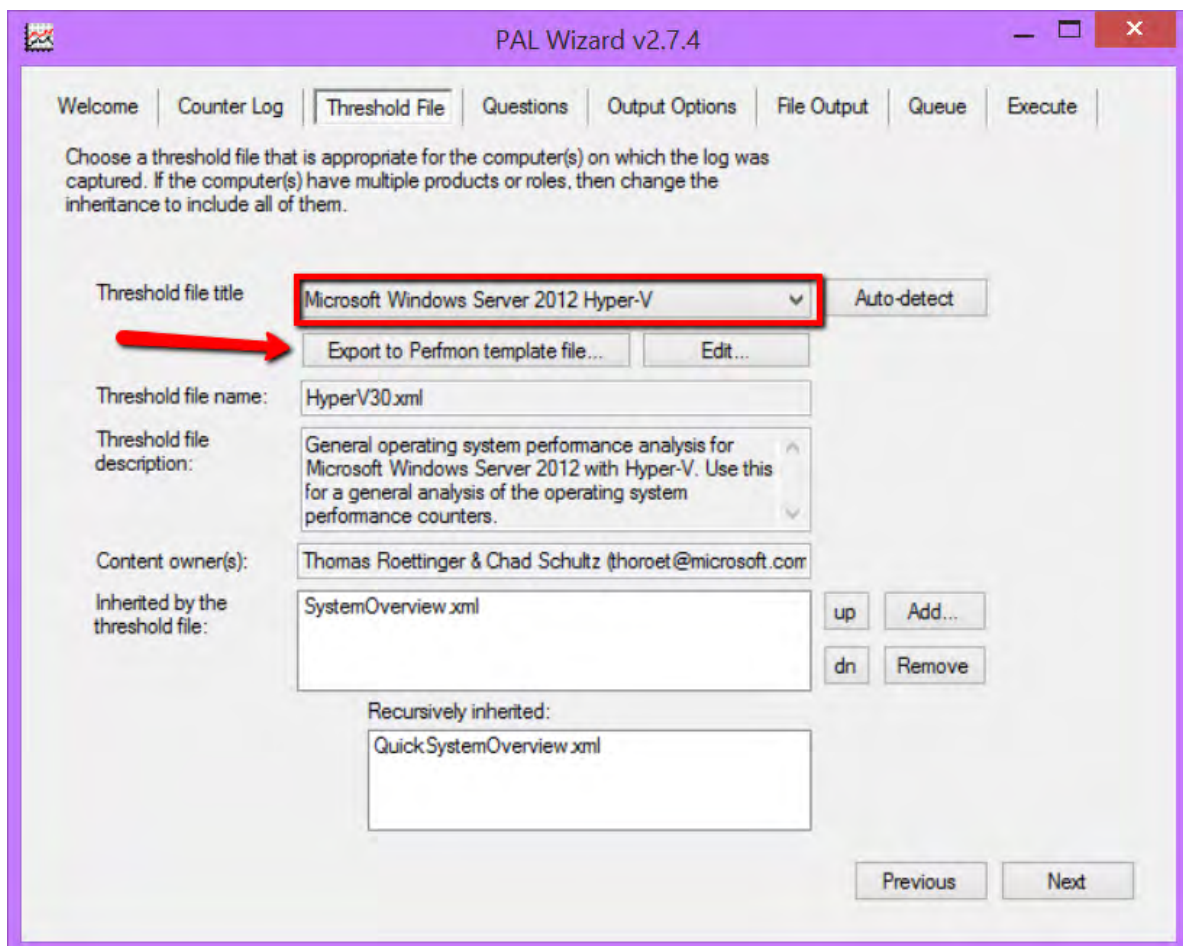 PAL Wizard v2.7.4
Welcome Counter Log Threshold File Questions Output Options File Output Queue Execute
Choose a threshold file that is appropriate for the computer(s) on which the log was
captured. If the computer(s) have multiple products or roles, then change the
inheritance to include all of them.
Threshold file title
Microsoft Windows Server 2012 Hyper-V
Auto-detect
Export to Perfmon template file...
Edit...
Threshold file name:
HyperV30.xml
Threshold file
description:
General operating system performance analysis for
Microsoft Windows Server 2012 with Hyper-V. Use this
for a general analysis of the operating system
performance counters.
Content owner(s):
Thomas Roettinger & Chad Schultz (thoroet@microsoft.com
Inherited by the
threshold file:
SystemOverview.xml
up
Add...
dn
Remove
Recursively inherited:
QuickSystemOverview.xml
Previous
Next